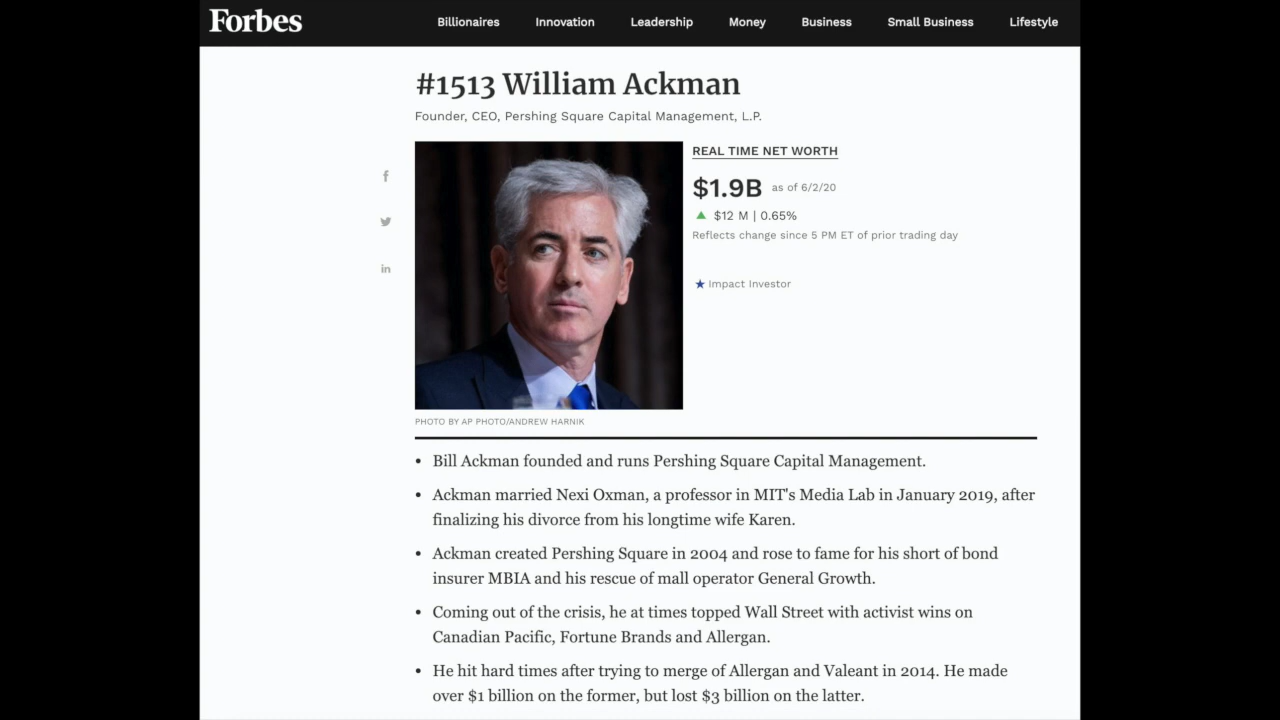 Forbes
Billionaires Innovation Leadership Money Business Small Business Lifestyle
#1513 William Ackman
Founder, CEO, Pershing Square Capital Management, L.P.
REAL TIME NET WORTH
$1.9B as of 6/2/20
$12 M | 0.65%
Reflects change since 5 PM ET of prior trading day
Impact Investor
PHOTO BY AP PHOTO/ANDREW HARNIK
• Bill Ackman founded and runs Pershing Square Capital Management.
• Ackman married Nexi Oxman, a professor in MIT's Media Lab in January 2019, after
finalizing his divorce from his longtime wife Karen.
• Ackman created Pershing Square in 2004 and rose to fame for his short of bond
insurer MBIA and his rescue of mall operator General Growth.
• Coming out of the crisis, he at times topped Wall Street with activist wins on
Canadian Pacific, Fortune Brands and Allergan.
• He hit hard times after trying to merge of Allergan and Valeant in 2014. He made
over $1 billion on the former, but lost $3 billion on the latter.